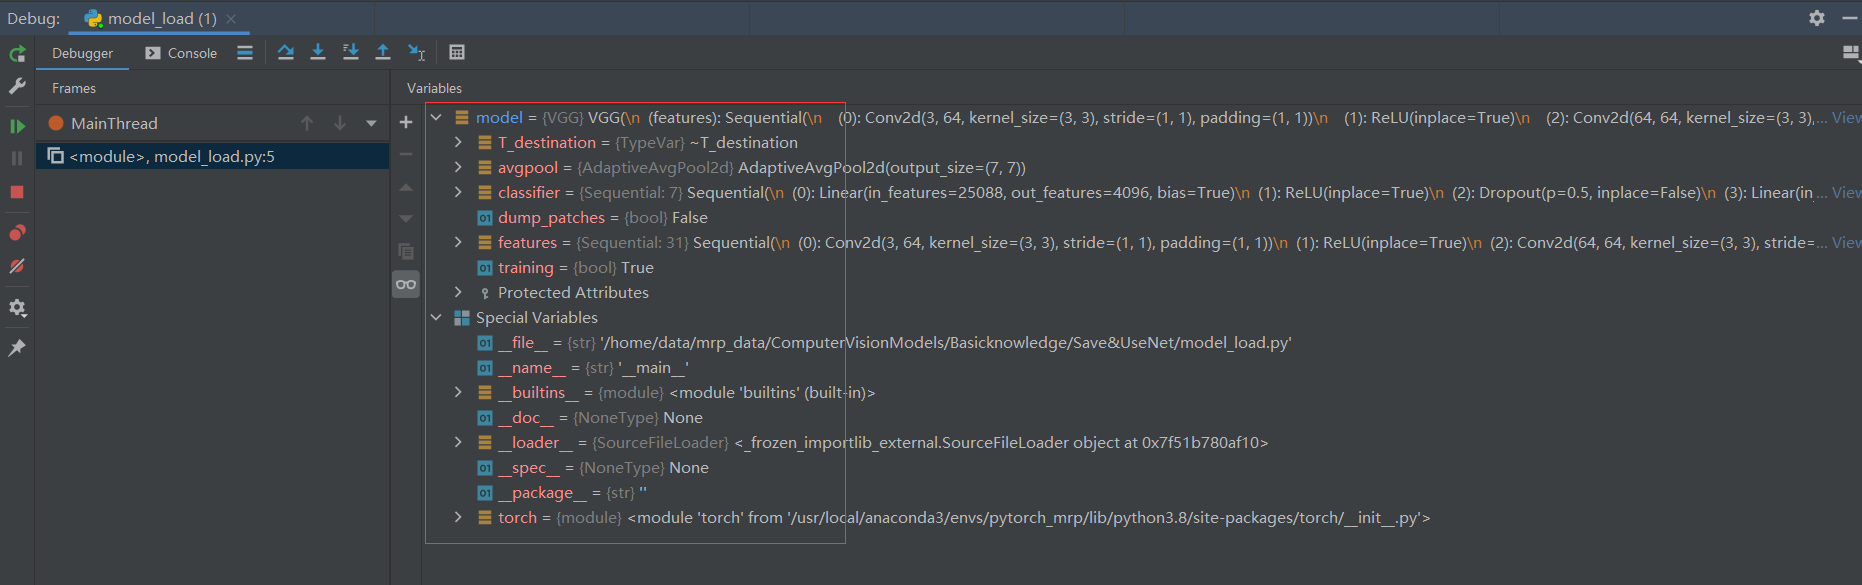 Debug: model_load (1)
Debugger Console
Frames
Variables
MainThread
<module>, model_load.py:5
model = {VGG} VGG(\n (features): Sequential(\n (0): Conv2d(3, 64, kernel_size=(3, 3), stride=(1, 1), padding=(1, 1))\n (1): ReLU(inplace=True)\n (2): Conv2d(64, 64, kernel_size=(3, 3),... View
T_destination = {TypeVar} ~T_destination
avgpool = {AdaptiveAvgPool2d} AdaptiveAvgPool2d(output_size=(7, 7))
classifier = {Sequential: 7} Sequential(\n (0): Linear(in_features=25088, out_features=4096, bias=True)\n (1): ReLU(inplace=True)\n (2): Dropout(p=0.5, inplace=False)\n (3): Linear(in_... View
01 dump_patches = {bool} False
features = {Sequential: 31} Sequential(\n (0): Conv2d(3, 64, kernel_size=(3, 3), stride=(1, 1), padding=(1, 1))\n (1): ReLU(inplace=True)\n (2): Conv2d(64, 64, kernel_size=(3, 3), stride=... View
01 training = {bool} True
Protected Attributes
Special Variables
01 __file__ = {str} '/home/data/mrp_data/ComputerVisionModels/Basicknowledge/Save&UseNet/model_load.py'
01 __name__ = {str} '__main__'
__builtins__ = {module} <module 'builtins' (built-in)>
01 __doc__ = {NoneType} None
__loader__ = {SourceFileLoader} <_frozen_importlib_external.SourceFileLoader object at 0x7f51b780af10>
01 __spec__ = {NoneType} None
01 __package__ = {str} ''
torch = {module} <module 'torch' from '/usr/local/anaconda3/envs/pytorch_mrp/lib/python3.8/site-packages/torch/__init__.py'>